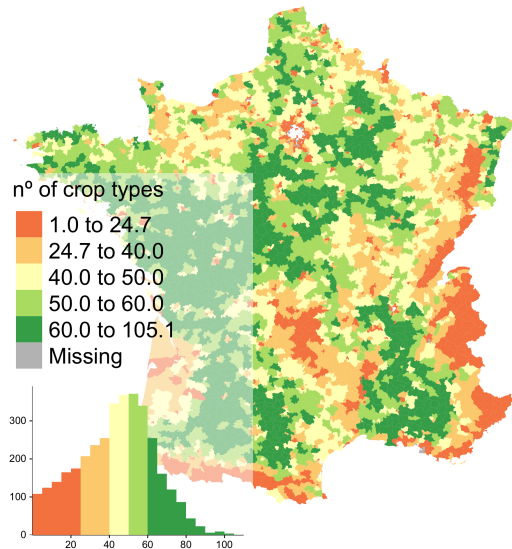 nº of crop types
1.0 to 24.7
24.7 to 40.0
40.0 to 50.0
50.0 to 60.0
60.0 to 105.1
Missing
300
200
100
0
20 40 60 80 100